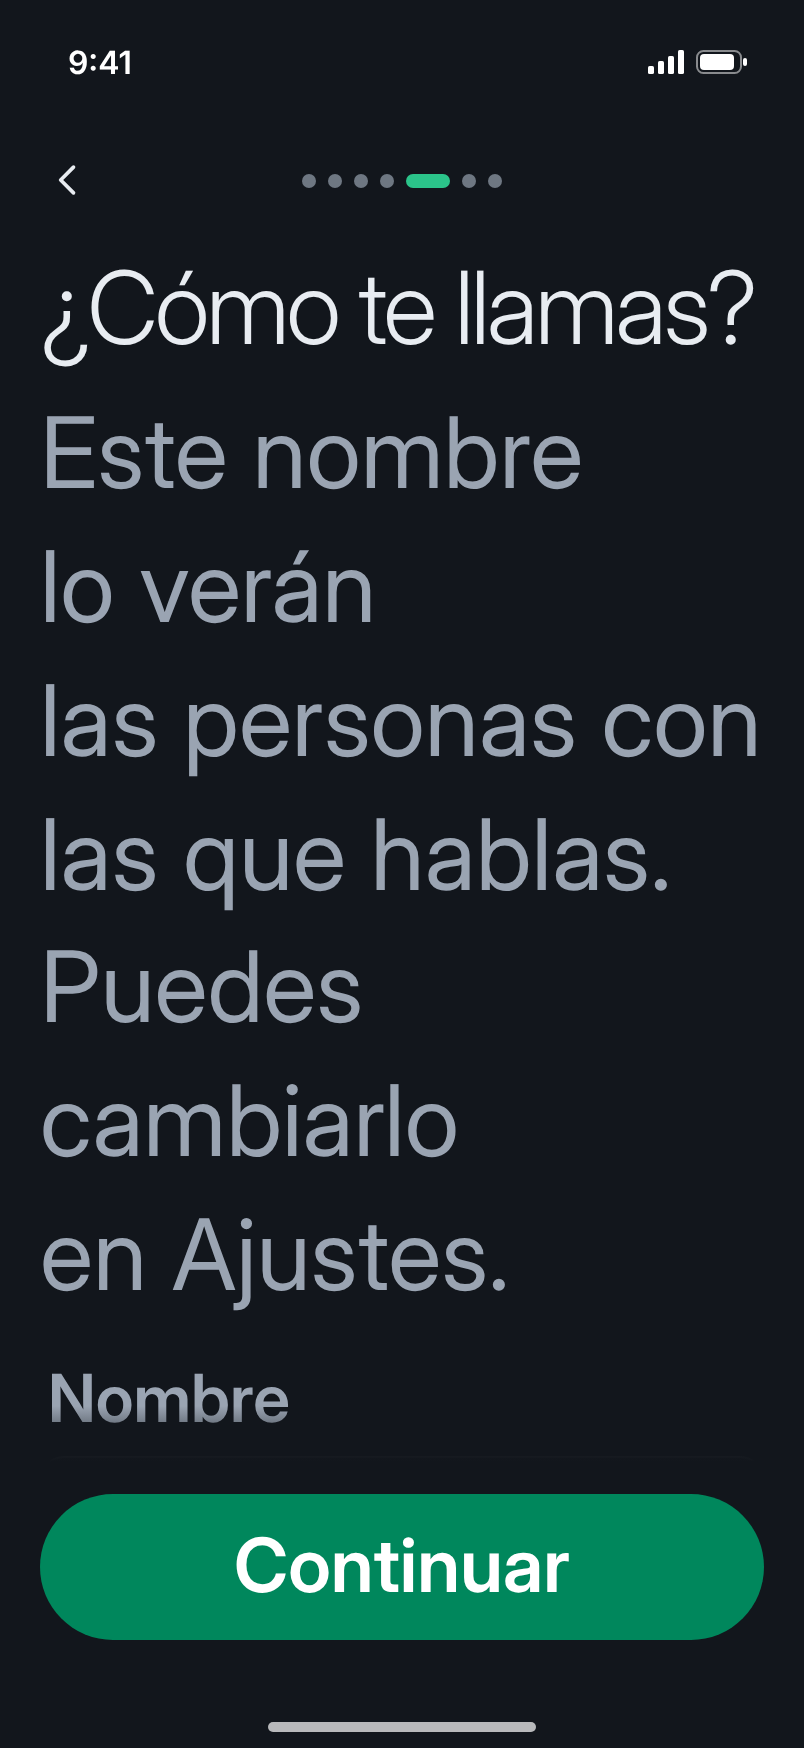 9:41
¿Cómo te llamas?
Este nombre
lo verán
las personas con
las que hablas.
Puedes
cambiarlo
en Ajustes.
Nombre
Continuar